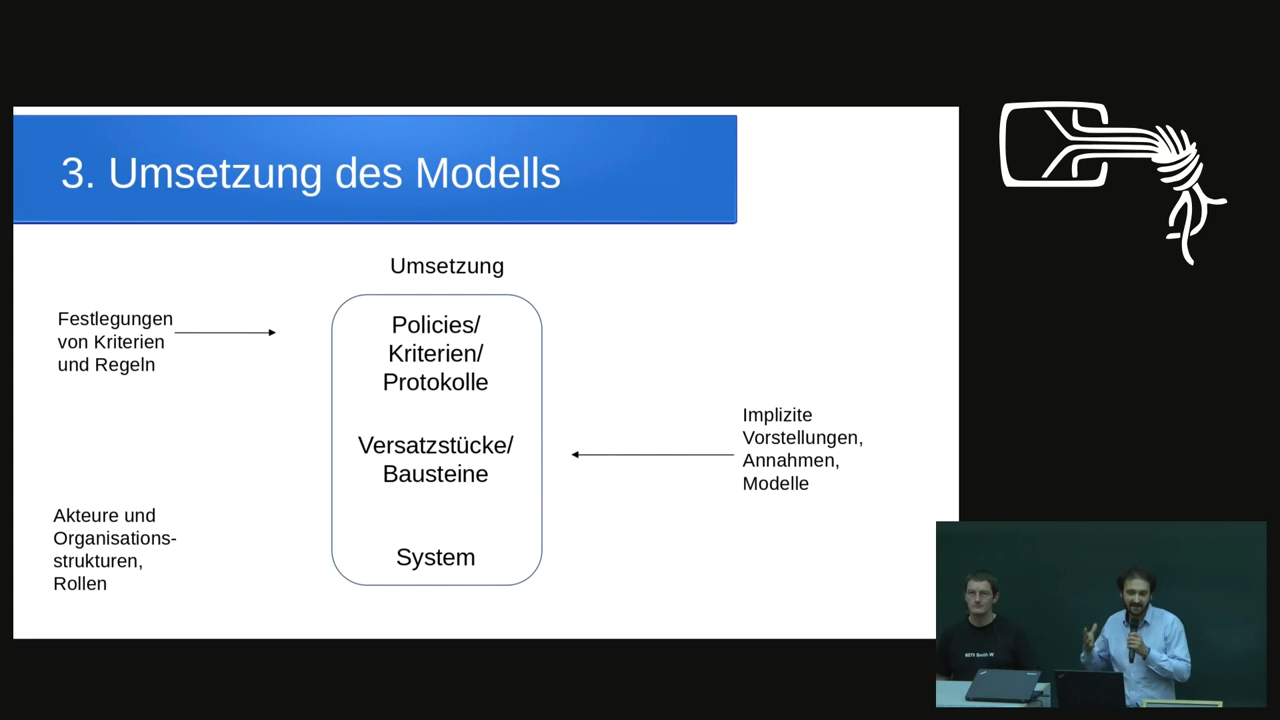 3. Umsetzung des Modells
Umsetzung
Festlegungen
von Kriterien
und Regeln
Policies/
Kriterien/
Protokolle
Versatzstücke/
Bausteine
System
Implizite
Vorstellungen,
Annahmen,
Modelle
Akteure und
Organisations-
strukturen,
Rollen